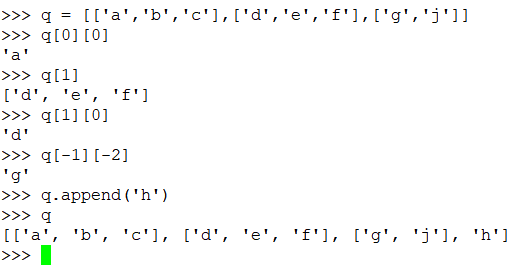 >>> q = [['a','b','c'],['d','e','f'],['g','j']]
>>> q[0][0]
'a'
>>> q[1]
['d', 'e', 'f']
>>> q[1][0]
'd'
>>> q[-1][-2]
'g'
>>> q.append('h')
>>> q
[['a', 'b', 'c'], ['d', 'e', 'f'], ['g', 'j'], 'h']
>>>